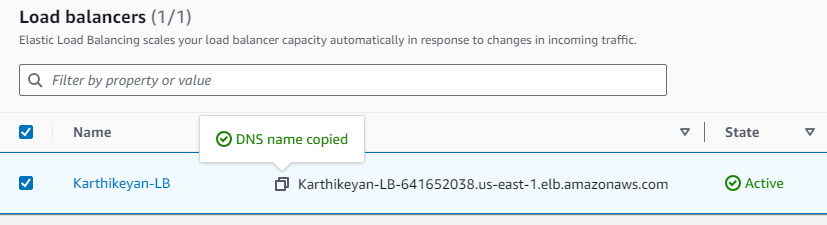 Load balancers (1/1)
Elastic Load Balancing scales your load balancer capacity automatically in response to changes in incoming traffic.
Filter by property or value
DNS name copied
Name
State
Karthikeyan-LB
Karthikeyan-LB-641652038.us-east-1.elb.amazonaws.com
Active